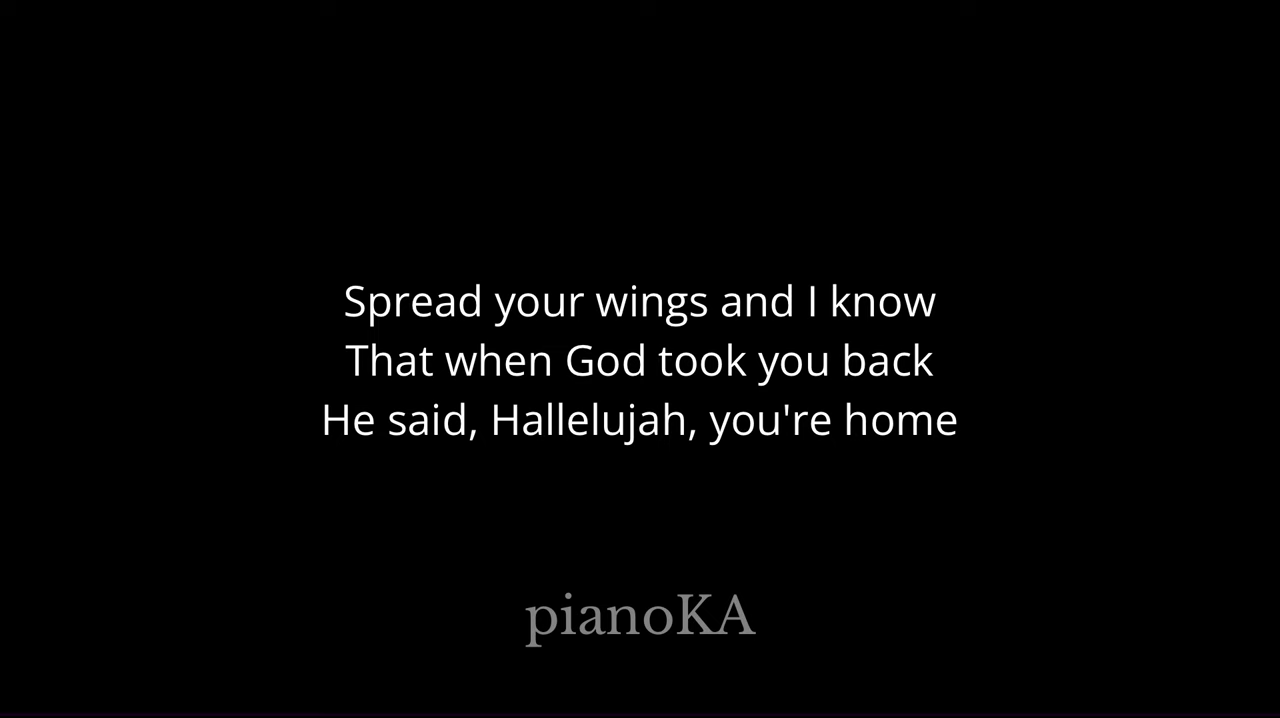 Spread your wings and I know
That when God took you back
He said, Hallelujah, you're home
pianoKA